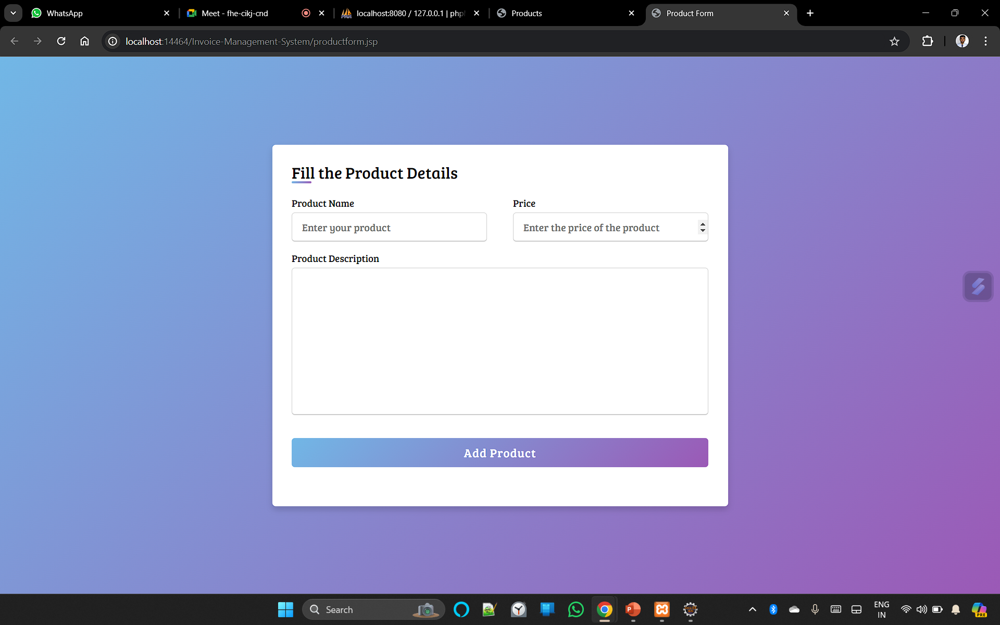 WhatsApp
Meet - fhe-cikj-cnd
localhost:8080 / 127.0.0.1 | php
Products
Product Form
localhost:14464/Invoice-Management-System/productform.jsp
Fill the Product Details
Product Name
Price
Enter your product
Enter the price of the product
Product Description
Add Product
Search
ENG
IN
PRE